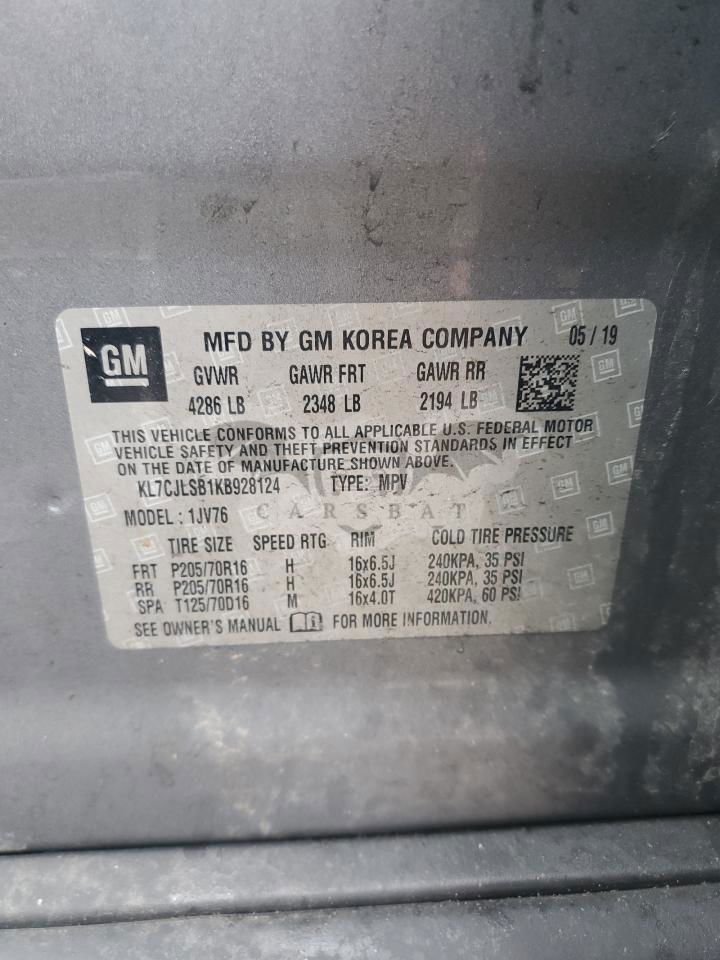 GM MFD BY GM KOREA COMPANY 05 / 19
GVWR GAWR FRT GAWR RR
4286 LB 2348 LB 2194 LB
THIS VEHICLE CONFORMS TO ALL APPLICABLE U.S. FEDERAL MOTOR
VEHICLE SAFETY AND THEFT PREVENTION STANDARDS IN EFFECT
ON THE DATE OF MANUFACTURE SHOWN ABOVE.
KL7CJLSB1KB928124 TYPE: MPV
MODEL : 1JV76
CARSBAT
TIRE SIZE SPEED RTG RIM COLD TIRE PRESSURE
FRT P205/70R16 H 16x6.5J 240KPA, 35 PSI
RR P205/70R16 H 16x6.5J 240KPA, 35 PSI
SPA T125/70D16 M 16x4.0T 420KPA, 60 PSI
SEE OWNER'S MANUAL FOR MORE INFORMATION.